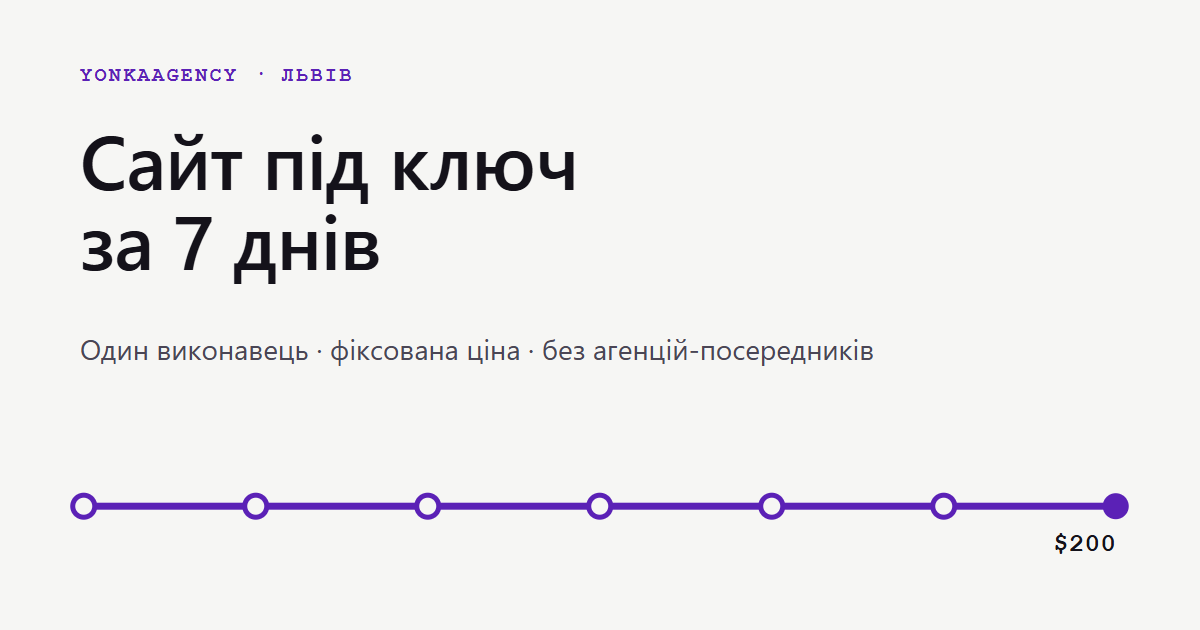 YONKAAGENCY · ЛЬВІВ
Сайт під ключ
за 7 днів
Один виконавець · фіксована ціна · без агенцій-посередників
$200